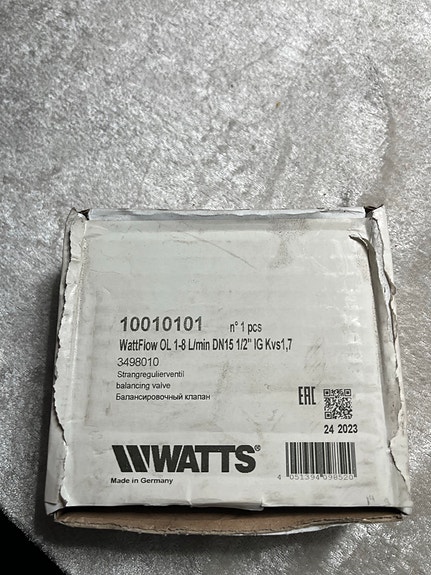 10010101 n° 1 pcs
WattFlow OL 1-8 L/min DN15 1/2" IG Kvs1,7
3498010
Strangregulierventil
balancing valve
Балансировочный клапан
EAC
24 2023
WATTS®
Made in Germany
4 051394 098520